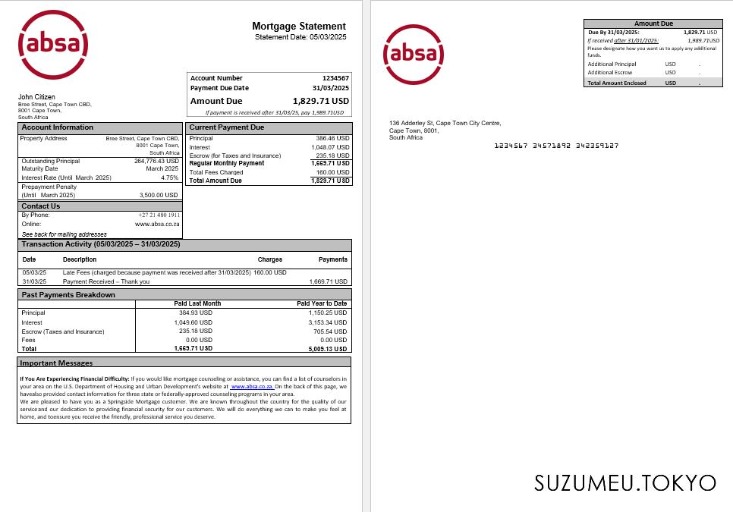 absa
Mortgage Statement
Statement Date: 05/03/2025
Account Number 1234567
Payment Due Date 31/03/2025
Amount Due 1,829.71 USD
If payment is received after 31/03/25, pay 1,989.71USD
John Citizen
Bree Street, Cape Town CBD,
8001 Cape Town,
South Africa
Account Information
Property Address Bree Street, Cape Town CBD,
8001 Cape Town,
South Africa
Outstanding Principal 264,776.43 USD
Maturity Date March 2025
Interest Rate (Until March 2025) 4.75%
Prepayment Penalty
(Until March 2025) 3,500.00 USD
Contact Us
By Phone: +27 21 480 1911
Online: www.absa.co.za
See back for mailing addresses
Current Payment Due
Principal 386.46 USD
Interest 1,048.07 USD
Escrow (for Taxes and Insurance) 235.18 USD
Regular Monthly Payment 1,669.71 USD
Total Fees Charged 160.00 USD
Total Amount Due 1,829.71 USD
Transaction Activity (05/03/2025 – 31/03/2025)
Date Description Charges Payments
05/03/25 Late Fees (charged because payment was received after 31/03/2025) 160.00 USD
31/03/25 Payment Received – Thank you 1,669.71 USD
Past Payments Breakdown
Paid Last Month Paid Year to Date
Principal 384.93 USD 1,150.25 USD
Interest 1,049.60 USD 3,153.34 USD
Escrow (Taxes and Insurance) 235.18 USD 705.54 USD
Fees 0.00 USD 0.00 USD
Total 1,669.71 USD 5,009.13 USD
Important Messages
If You Are Experiencing Financial Difficulty: If you would like mortgage counseling or assistance, you can find a list of counselors in
your area on the U.S. Department of Housing and Urban Development's website at www.absa.co.za On the back of this page, we
havealso provided contact information for three state or federally-approved counseling programs in your area.
We are pleased to have you as a Springside Mortgage customer. We are known throughout the country for the quality of our
service and our dedication to providing financial security for our customers. We will do everything we can to make you feel at
home, and to ensure you receive the friendly, professional service you deserve.
absa
Amount Due
Due By 31/03/2025: 1,829.71 USD
If received after 31/01/2025: 1,989.71USD
Please designate how you want us to apply any additional
funds.
Additional Principal USD .
Additional Escrow USD .
Total Amount Enclosed USD .
136 Adderley St, Cape Town City Centre,
Cape Town, 8001,
South Africa
1234567 34571892 342359127
SUZUMEU.TOKYO